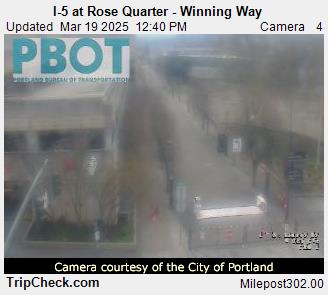 I-5 at Rose Quarter - Winning Way
Updated Mar 19 2025 12:40 PM Camera 4
PBOT
PORTLAND BUREAU OF TRANSPORTATION
Camera courtesy of the City of Portland
TripCheck.com Milepost302.00